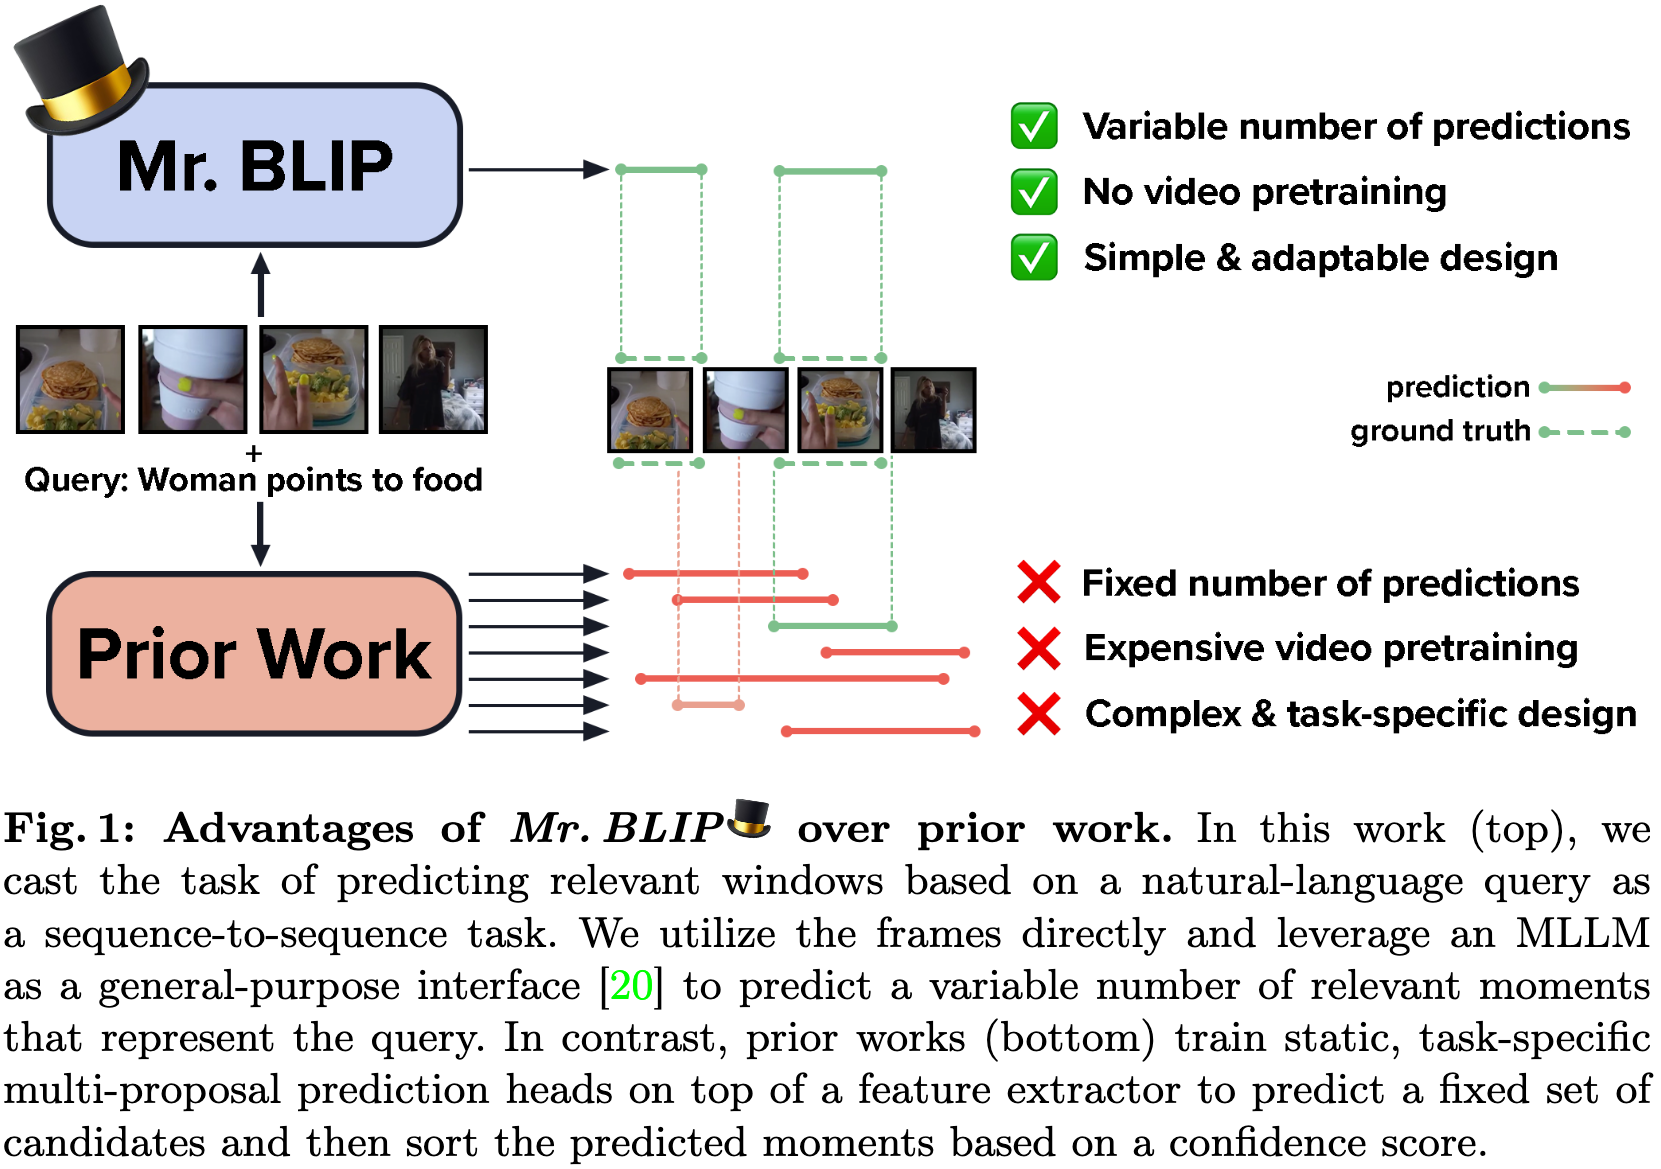 Mr. BLIP
Variable number of predictions
No video pretraining
Simple & adaptable design
+
Query: Woman points to food
prediction
ground truth
Prior Work
Fixed number of predictions
Expensive video pretraining
Complex & task-specific design
Fig. 1: Advantages of Mr. BLIP over prior work. In this work (top), we
cast the task of predicting relevant windows based on a natural-language query as
a sequence-to-sequence task. We utilize the frames directly and leverage an MLLM
as a general-purpose interface [20] to predict a variable number of relevant moments
that represent the query. In contrast, prior works (bottom) train static, task-specific
multi-proposal prediction heads on top of a feature extractor to predict a fixed set of
candidates and then sort the predicted moments based on a confidence score.